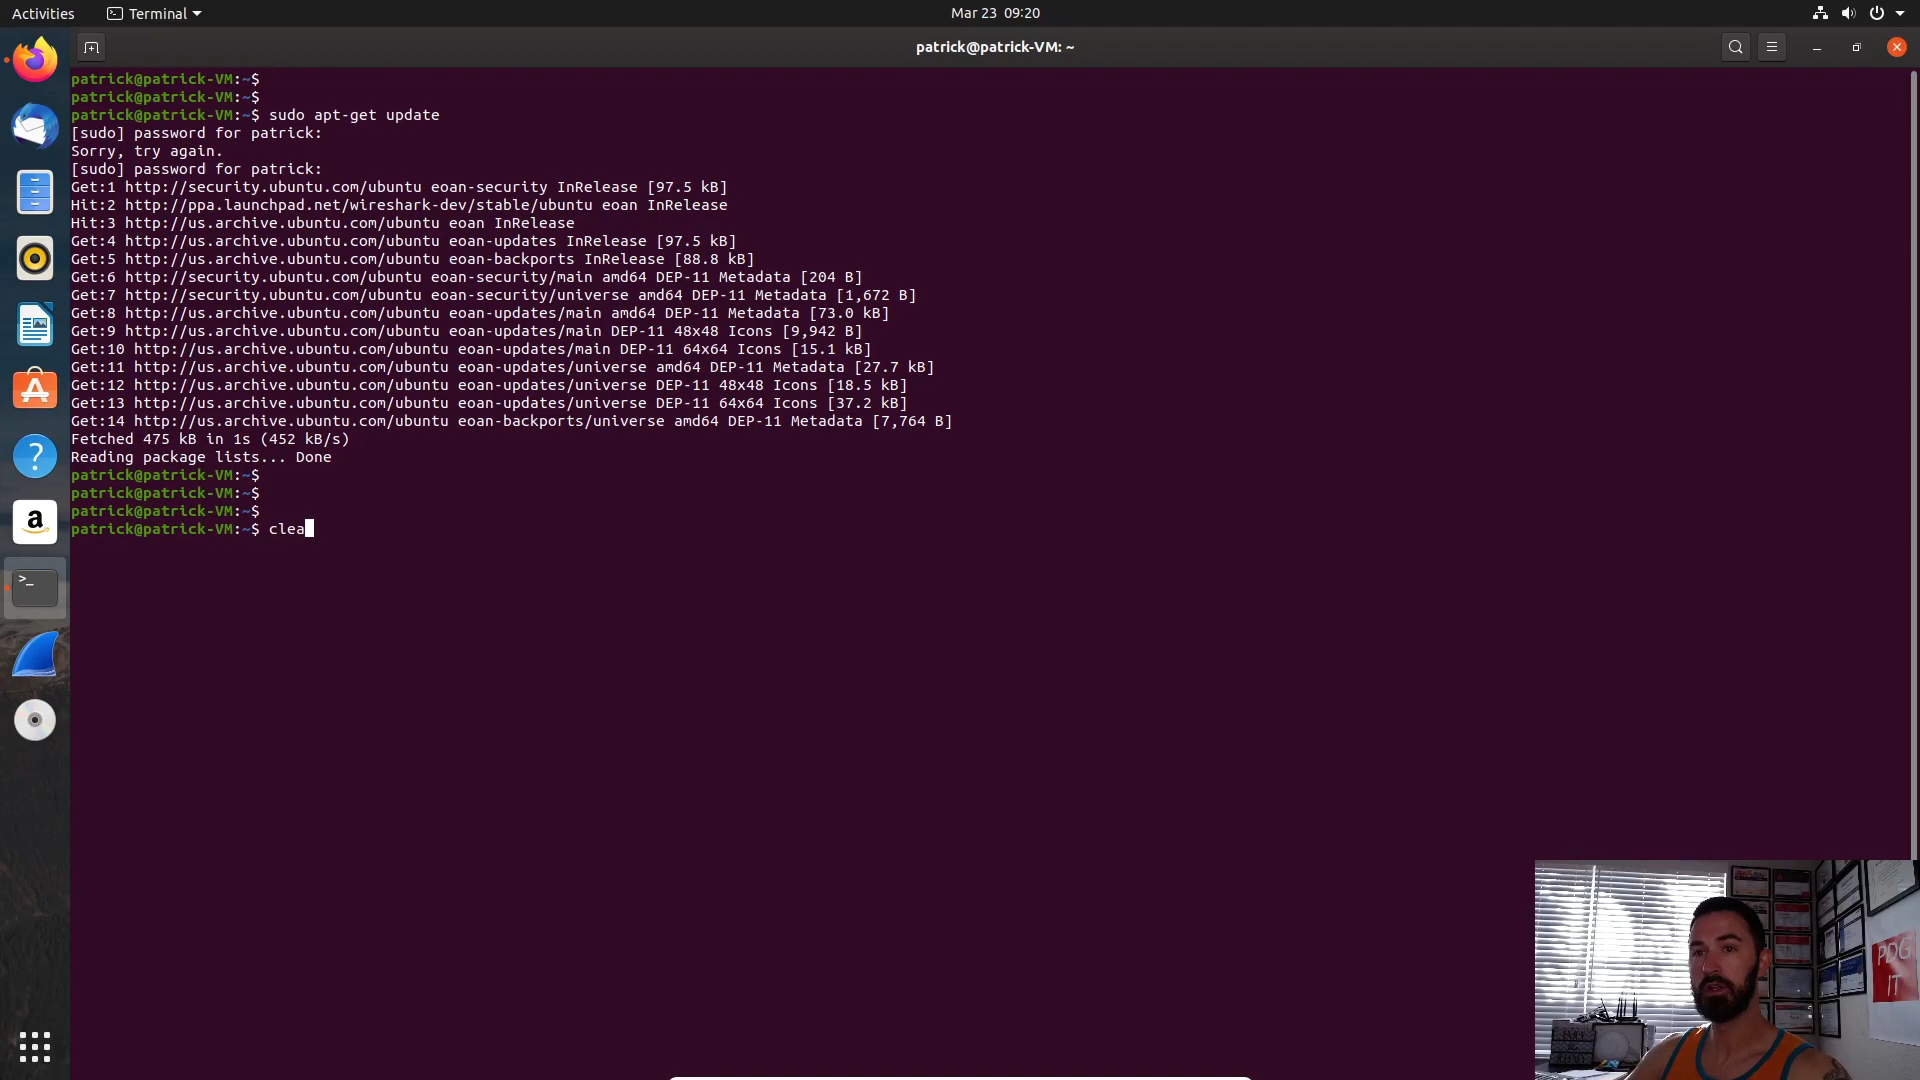 Activities Terminal Mar 23 09:20
patrick@patrick-VM: ~
patrick@patrick-VM:~$
patrick@patrick-VM:~$
patrick@patrick-VM:~$ sudo apt-get update
[sudo] password for patrick:
Sorry, try again.
[sudo] password for patrick:
Get:1 http://security.ubuntu.com/ubuntu eoan-security InRelease [97.5 kB]
Hit:2 http://ppa.launchpad.net/wireshark-dev/stable/ubuntu eoan InRelease
Hit:3 http://us.archive.ubuntu.com/ubuntu eoan InRelease
Get:4 http://us.archive.ubuntu.com/ubuntu eoan-updates InRelease [97.5 kB]
Get:5 http://us.archive.ubuntu.com/ubuntu eoan-backports InRelease [88.8 kB]
Get:6 http://security.ubuntu.com/ubuntu eoan-security/main amd64 DEP-11 Metadata [204 B]
Get:7 http://security.ubuntu.com/ubuntu eoan-security/universe amd64 DEP-11 Metadata [1,672 B]
Get:8 http://us.archive.ubuntu.com/ubuntu eoan-updates/main amd64 DEP-11 Metadata [73.0 kB]
Get:9 http://us.archive.ubuntu.com/ubuntu eoan-updates/main DEP-11 48x48 Icons [9,942 B]
Get:10 http://us.archive.ubuntu.com/ubuntu eoan-updates/main DEP-11 64x64 Icons [15.1 kB]
Get:11 http://us.archive.ubuntu.com/ubuntu eoan-updates/universe amd64 DEP-11 Metadata [27.7 kB]
Get:12 http://us.archive.ubuntu.com/ubuntu eoan-updates/universe DEP-11 48x48 Icons [18.5 kB]
Get:13 http://us.archive.ubuntu.com/ubuntu eoan-updates/universe DEP-11 64x64 Icons [37.2 kB]
Get:14 http://us.archive.ubuntu.com/ubuntu eoan-backports/universe amd64 DEP-11 Metadata [7,764 B]
Fetched 475 kB in 1s (452 kB/s)
Reading package lists... Done
patrick@patrick-VM:~$
patrick@patrick-VM:~$
patrick@patrick-VM:~$
patrick@patrick-VM:~$ clea
PDG
IT